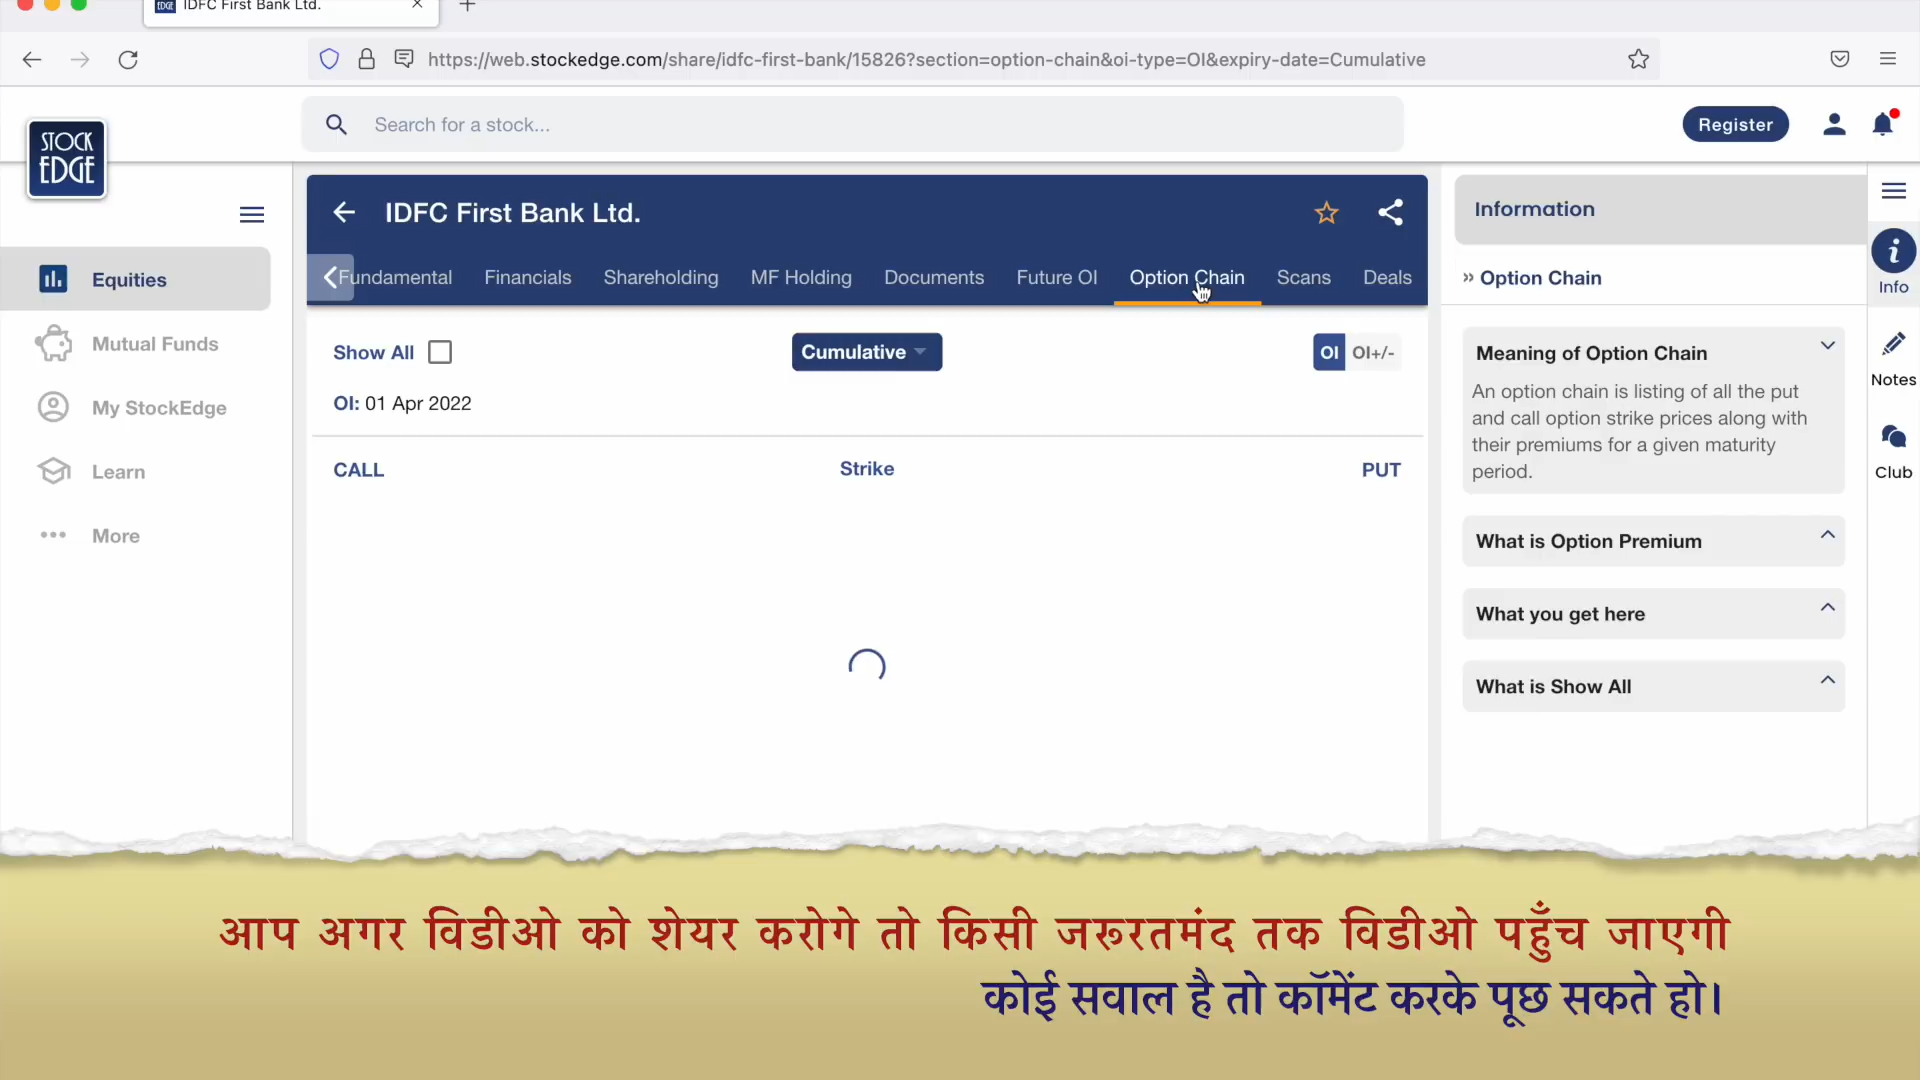 IDFC First Bank Ltd.
https://web.stockedge.com/share/idfc-first-bank/15826?section=option-chain&oi-type=OI&expiry-date=Cumulative
STOCK
EDGE
Search for a stock...
Register
IDFC First Bank Ltd.
Fundamental Financials Shareholding MF Holding Documents Future OI Option Chain Scans Deals
Equities
Mutual Funds
My StockEdge
Learn
More
Show All
Cumulative
OI OI+/-
OI: 01 Apr 2022
CALL Strike PUT
Information
» Option Chain
Meaning of Option Chain
An option chain is listing of all the put
and call option strike prices along with
their premiums for a given maturity
period.
What is Option Premium
What you get here
What is Show All
Info
Notes
Club
आप अगर विडीओ को शेयर करोगे तो किसी जरूरतमंद तक विडीओ पहुँच जाएगी
कोई सवाल है तो कॉमेंट करके पूछ सकते हो।